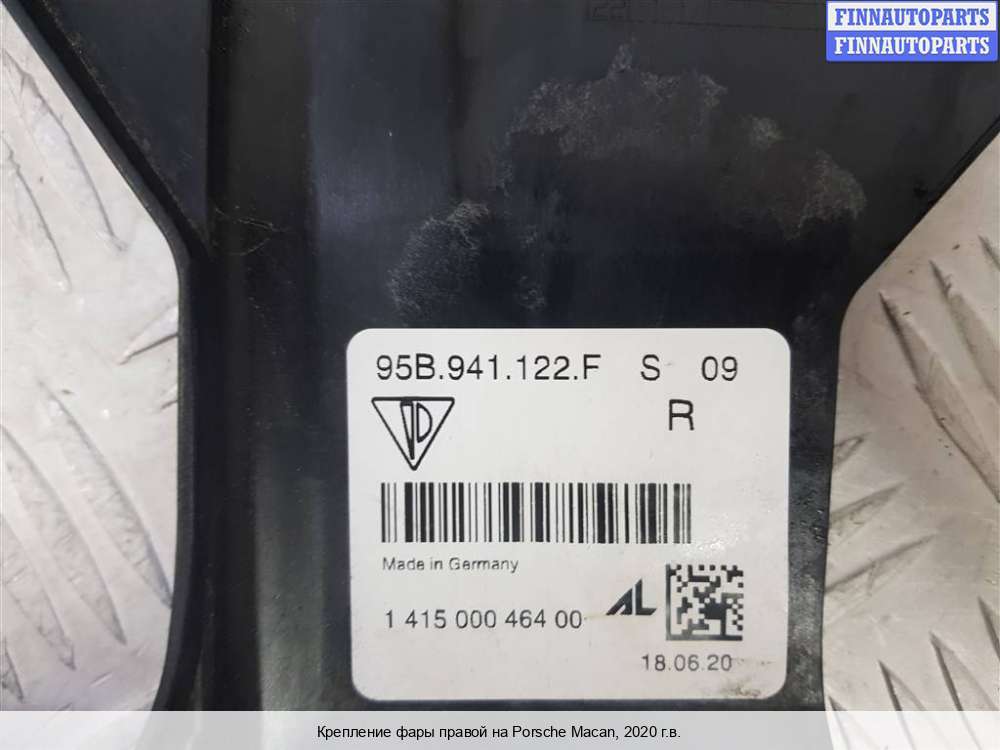 FINNAUTOPARTS
FINNAUTOPARTS
95B.941.122.F S 09
R
Made in Germany
1 415 000 464 00
AL
18.06.20
Крепление фары правой на Porsche Macan, 2020 г.в.